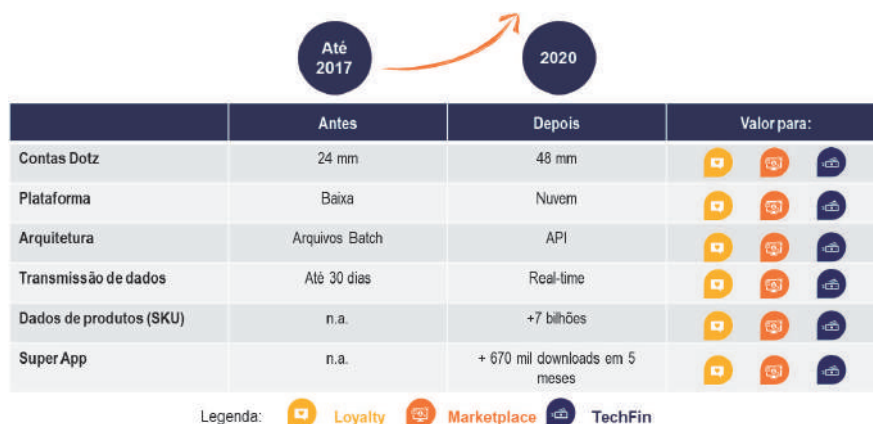 Até
2017
2020
Antes Depois Valor para:
Contas Dotz 24 mm 48 mm
Plataforma Baixa Nuvem
Arquitetura Arquivos Batch API
Transmissão de dados Até 30 dias Real-time
Dados de produtos (SKU) n.a. +7 bilhões
Super App n.a. + 670 mil downloads em 5
meses
Legenda: Loyalty Marketplace TechFin